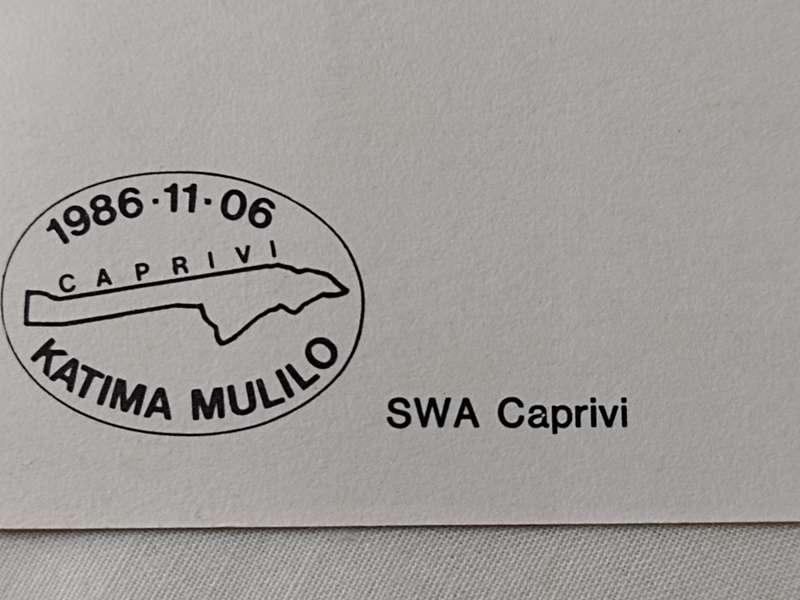 1986·11·06
CAPRIVI
KATIMA MULILO
SWA Caprivi